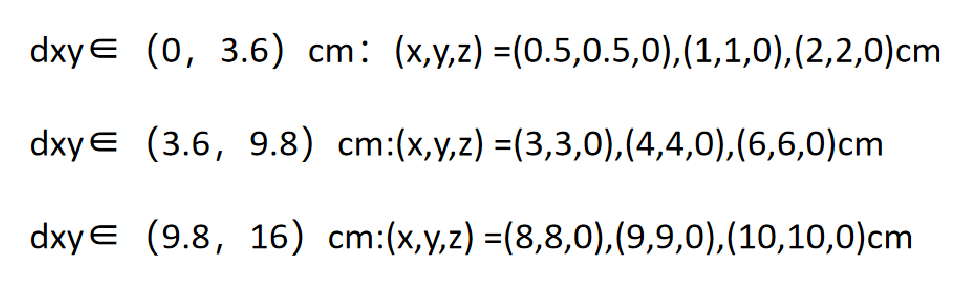 dxy∈ (0, 3.6) cm: (x,y,z) =(0.5,0.5,0),(1,1,0),(2,2,0)cm
dxy∈ (3.6, 9.8) cm:(x,y,z) =(3,3,0),(4,4,0),(6,6,0)cm
dxy∈ (9.8, 16) cm:(x,y,z) =(8,8,0),(9,9,0),(10,10,0)cm